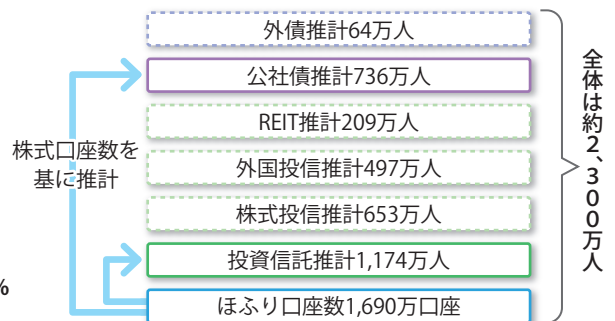 外債推計64万人
公社債推計736万人
REIT推計209万人
外国投信推計497万人
株式投信推計653万人
投資信託推計1,174万人
ほふり口座数1,690万口座
株式口座数を
基に推計
全体は約2、300万人
%